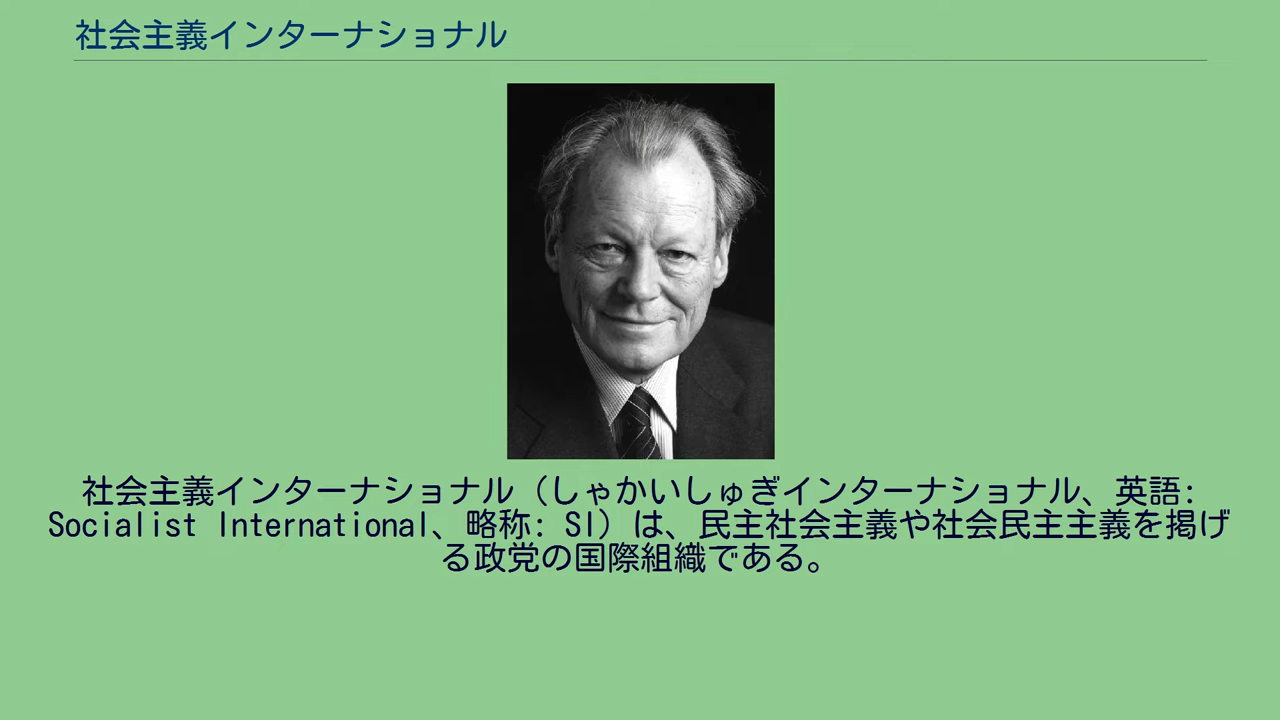 社会主義インターナショナル
社会主義インターナショナル（しゃかいしゅぎインターナショナル、英語:
Socialist International、略称: SI）は、民主社会主義や社会民主主義を掲げ
る政党の国際組織である。